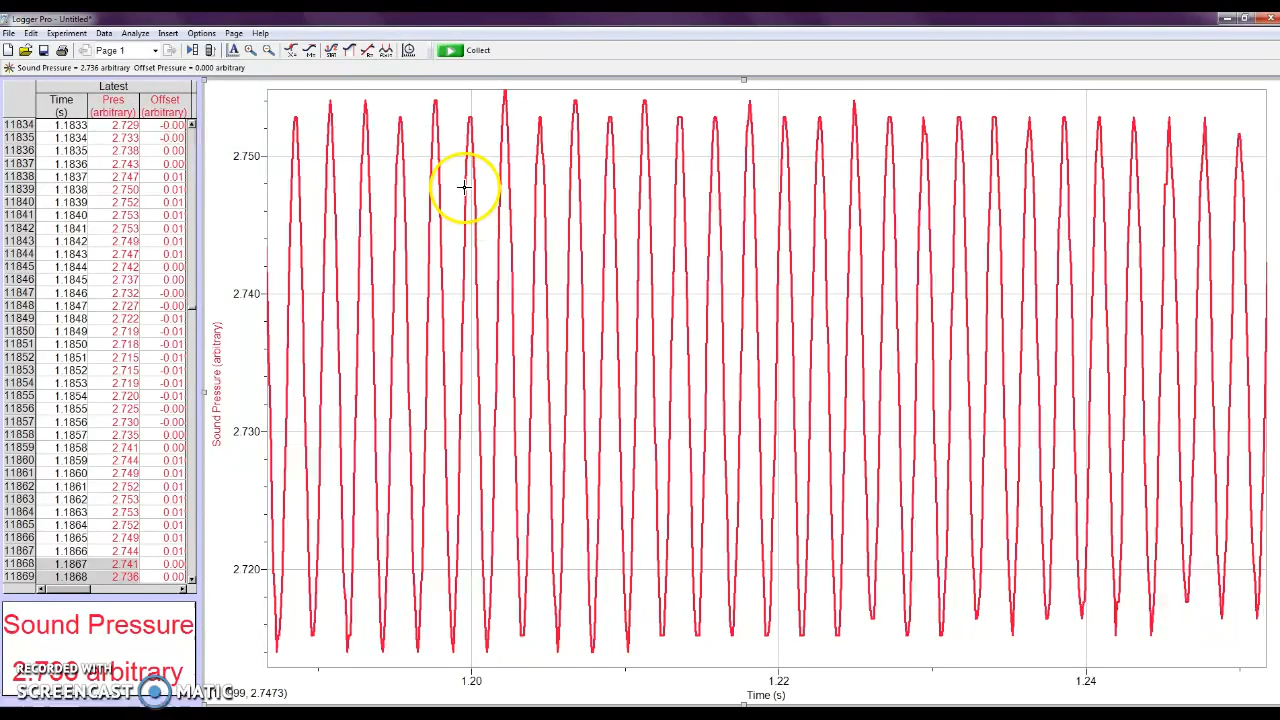 Logger Pro - Untitled*
File Edit Experiment Data Analyze Insert Options Page Help
Page 1
Collect
Sound Pressure = 2.736 arbitrary Offset Pressure = 0.000 arbitrary
Latest
Time (s) Pres (arbitrary) Offset (arbitrary)
11834 1.1833 2.729 -0.00
11835 1.1834 2.733 -0.00
11836 1.1835 2.738 0.00
11837 1.1836 2.743 0.00
11838 1.1837 2.747 0.00
11839 1.1838 2.750 0.00
11840 1.1839 2.752 0.00
11841 1.1840 2.753 0.00
11842 1.1841 2.753 0.00
11843 1.1842 2.749 0.00
11844 1.1843 2.747 0.00
11845 1.1844 2.742 0.00
11846 1.1845 2.737 0.00
11847 1.1846 2.732 -0.00
11848 1.1847 2.727 -0.00
11849 1.1848 2.722 -0.01
11850 1.1849 2.719 -0.01
11851 1.1850 2.718 -0.01
11852 1.1851 2.715 -0.01
11853 1.1852 2.715 -0.01
11854 1.1853 2.719 -0.01
11855 1.1854 2.720 -0.01
11856 1.1855 2.725 -0.00
11857 1.1856 2.730 -0.00
11858 1.1857 2.735 0.00
11859 1.1858 2.741 0.00
11860 1.1859 2.744 0.01
11861 1.1860 2.749 0.01
11862 1.1861 2.752 0.01
11863 1.1862 2.753 0.01
11864 1.1863 2.753 0.01
11865 1.1864 2.752 0.01
11866 1.1865 2.749 0.01
11867 1.1866 2.744 0.01
11868 1.1867 2.741 0.00
11869 1.1868 2.736 0.00
Sound Pressure
2.736 arbitrary
RECORDED WITH
SCREENCAST MATIC
2.750
2.740
2.730
2.720
Sound Pressure (arbitrary)
1.20 1.22 1.24
99, 2.7473)
Time (s)